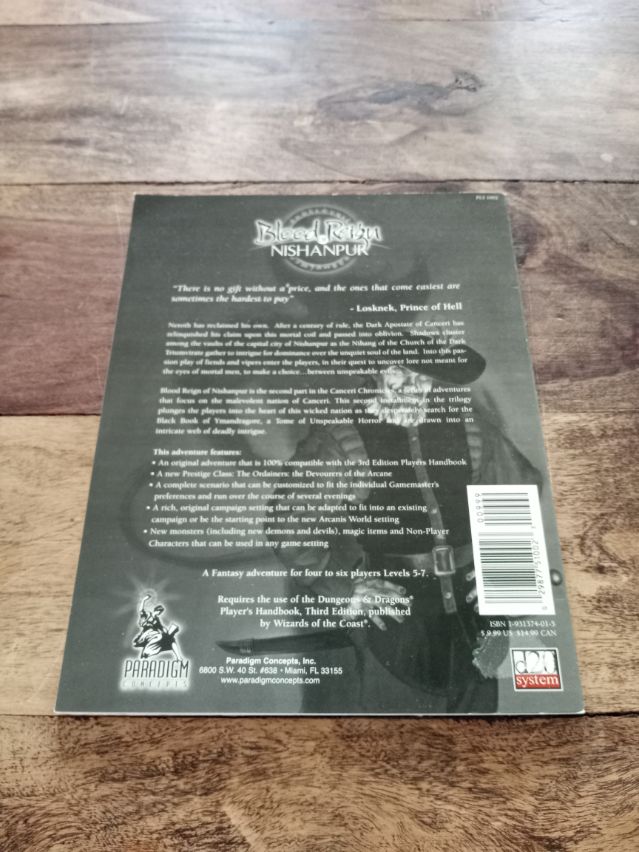 PCI 1002
Blood Reign
of
NISHANPUR
"There is no gift without a price, and the ones that come easiest are
sometimes the hardest to pay"
- Losknek, Prince of Hell
Neroth has reclaimed his own. After a century of rule, the Dark Apostate of Canceri has
relinquished his claim upon this mortal coil and passed into oblivion. Shadows cluster
among the vaults of the capital city of Nishanpur as the Nihang of the Church of the Dark
Triumvirate gather to intrigue for dominance over the unquiet soul of the land. Into this pas-
sion play of fiends and vipers enter the players, in their quest to uncover lore not meant for
the eyes of mortal men, to make a choice...between unspeakable evils.
Blood Reign of Nishanpur is the second part in the Canceri Chronicles, a series of adventures
that focus on the malevolent nation of Canceri. This second installment in the trilogy
plunges the players into the heart of this wicked nation as they desperately search for the
Black Book of Ymandragore, a Tome of Unspeakable Horror and are drawn into an
intricate web of deadly intrigue.
This adventure features:
• An original adventure that is 100% compatible with the 3rd Edition Players Handbook
• A new Prestige Class: The Ordainers: the Devourers of the Arcane
• A complete scenario that can be customized to fit the individual Gamemaster's
preferences and run over the course of several evenings
• A rich, original campaign setting that can be adapted to fit into an existing
campaign or be the starting point to the new Arcanis World setting
• New monsters (including new demons and devils), magic items and Non-Player
Characters that can be used in any game setting
A Fantasy adventure for four to six players Levels 5-7.
Requires the use of the Dungeons & Dragons®
Player's Handbook, Third Edition, published
by Wizards of the Coast®.
00999
6 29877 51002 3
ISBN 1-931374-01-3
$ 9.99 US $14.99 CAN
PARADIGM
CONCEPTS
Paradigm Concepts, Inc.
6800 S.W. 40 St. #638 • Miami, FL 33155
www.paradigmconcepts.com
d20
system